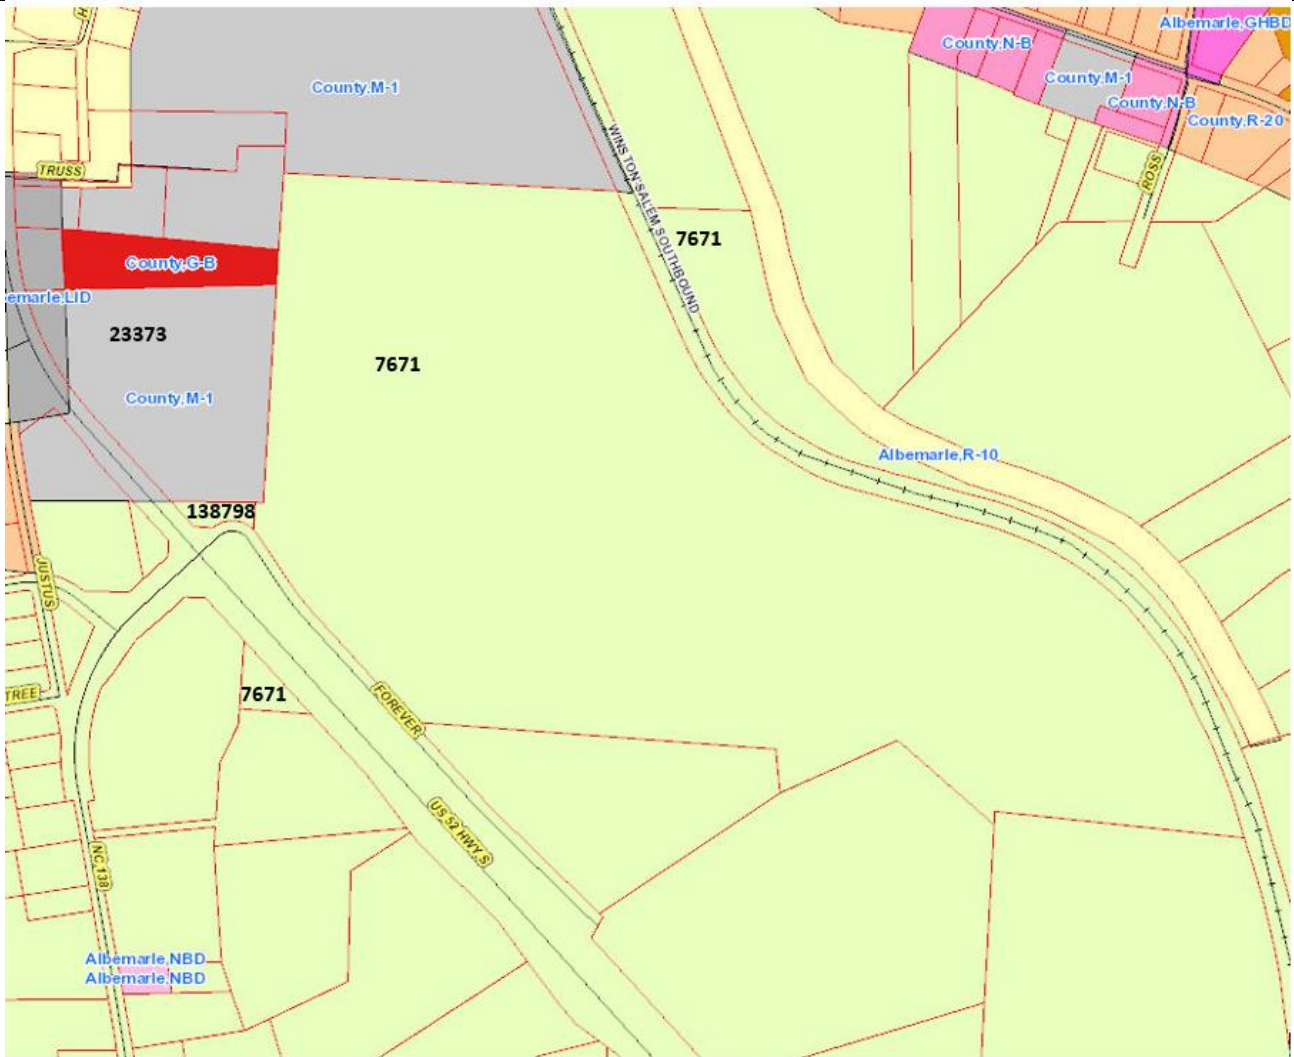 H
Albemarle,GHBD
County,N-B
County,M-1
County,M-1
County,N-B
County,R-20
TRUSS
WINSTON SALEM SOUTHBOUND
ROSS
7671
County,G-B
emarle,LID
23373
7671
County,M-1
Albemarle,R-10
138798
JUSTUS
TREE
7671
FOREVER
US 52 HWY S
NC 138
Albemarle,NBD
Albemarle,NBD